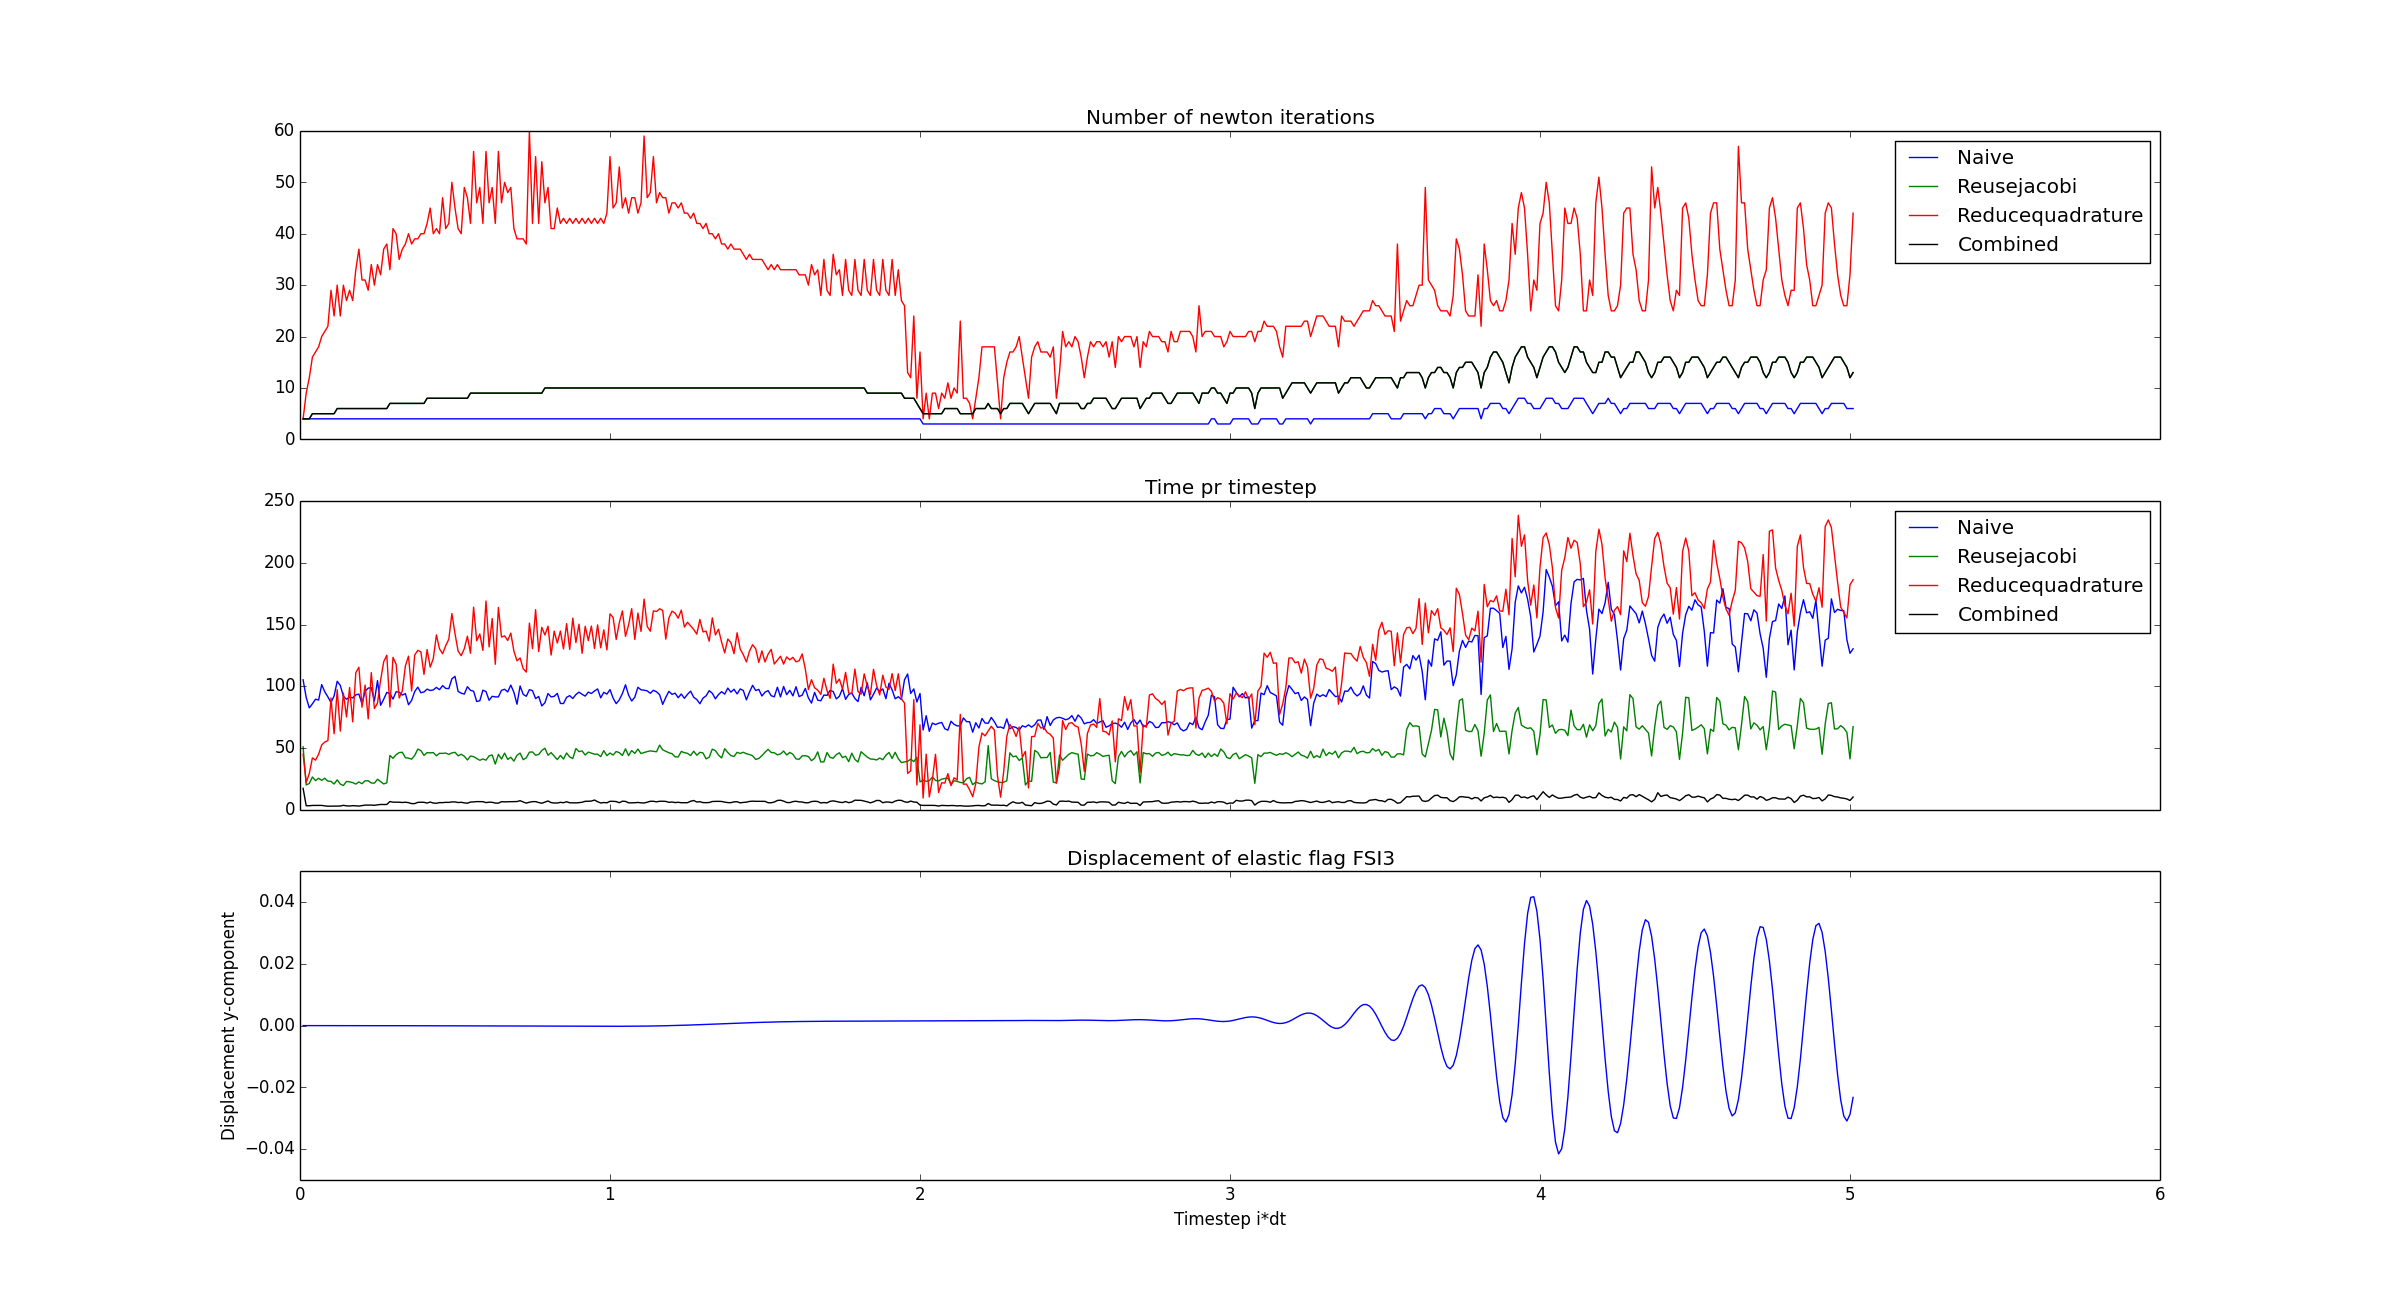 Number of newton iterations
60
50
40
30
20
10
0
Naive
Reusejacobi
Reducequadrature
Combined
Time pr timestep
250
200
150
100
50
0
Naive
Reusejacobi
Reducequadrature
Combined
Displacement of elastic flag FSI3
Displacement y-component
0.04
0.02
0.00
−0.02
−0.04
0 1 2 3 4 5 6
Timestep i*dt